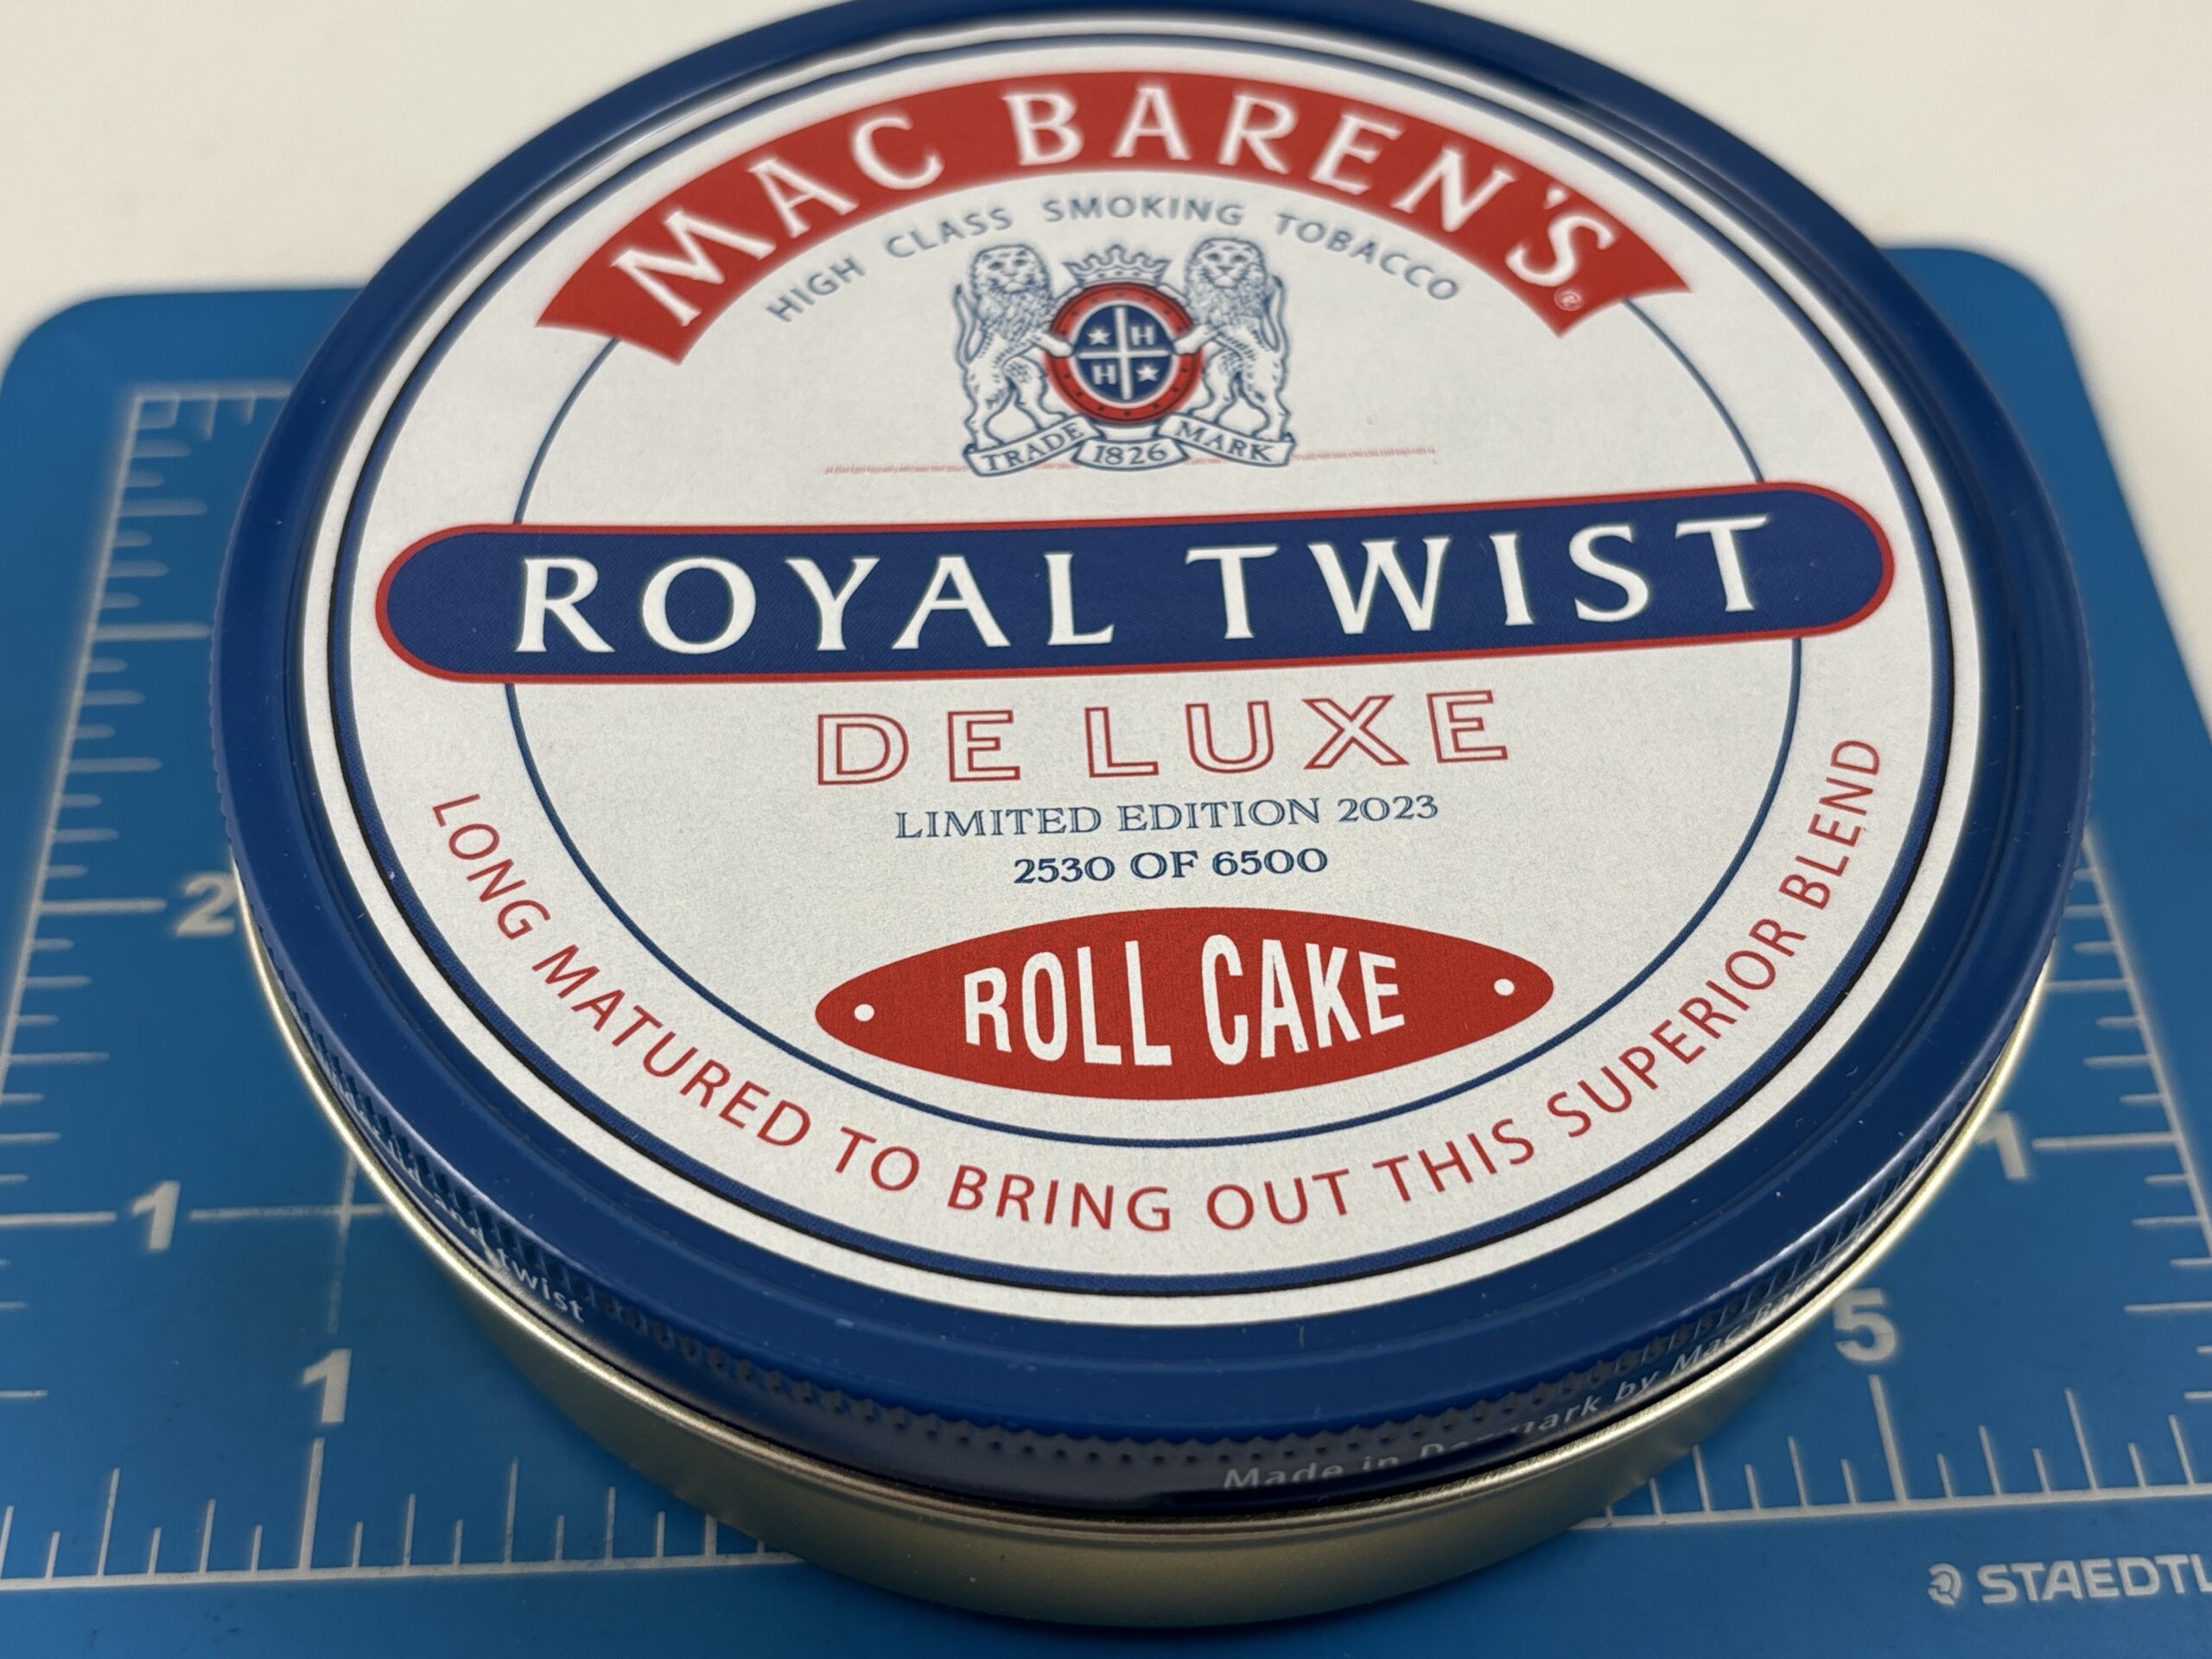 MAC BAREN'S®
HIGH CLASS SMOKING TOBACCO
H
H
TRADE MARK
1826
ROYAL TWIST
DE LUXE
LIMITED EDITION 2023
2530 OF 6500
ROLL CAKE
LONG MATURED TO BRING OUT THIS SUPERIOR BLEND
twist
Made in Denmark by Mac
2
1
1
1
5